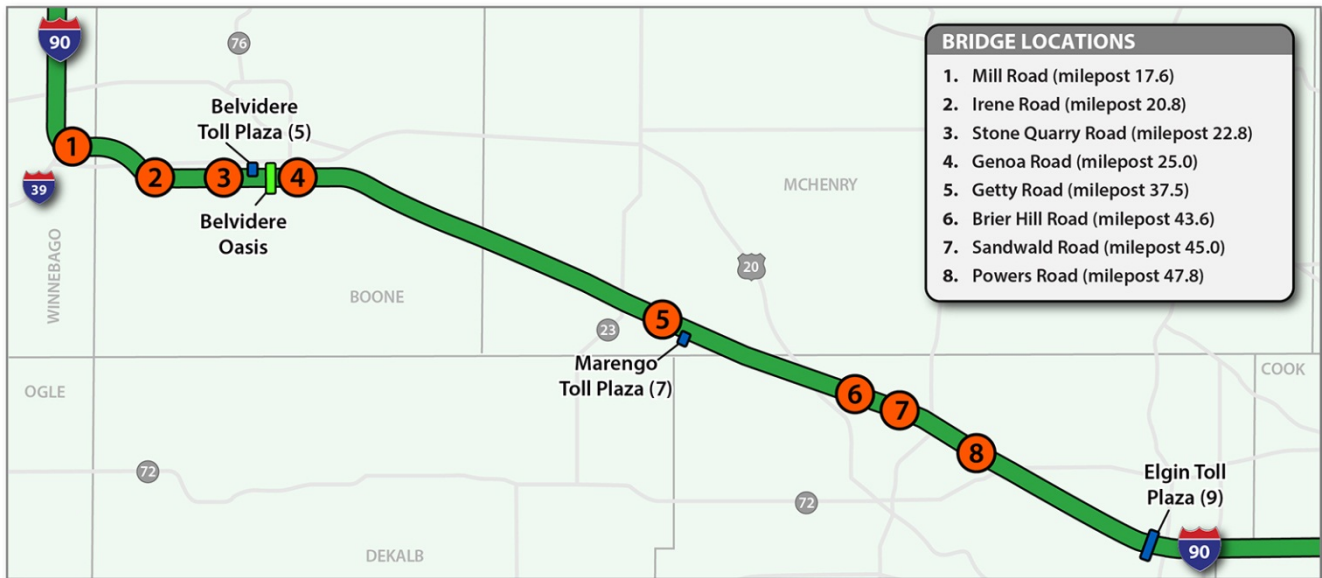 90
76
Belvidere
Toll Plaza (5)
1
2
3
4
39
Belvidere
Oasis
WINNEBAGO
BOONE
MCHENRY
20
BRIDGE LOCATIONS
1. Mill Road (milepost 17.6)
2. Irene Road (milepost 20.8)
3. Stone Quarry Road (milepost 22.8)
4. Genoa Road (milepost 25.0)
5. Getty Road (milepost 37.5)
6. Brier Hill Road (milepost 43.6)
7. Sandwald Road (milepost 45.0)
8. Powers Road (milepost 47.8)
5
23
Marengo
Toll Plaza (7)
OGLE
COOK
6
7
8
72
72
Elgin Toll
Plaza (9)
90
DEKALB